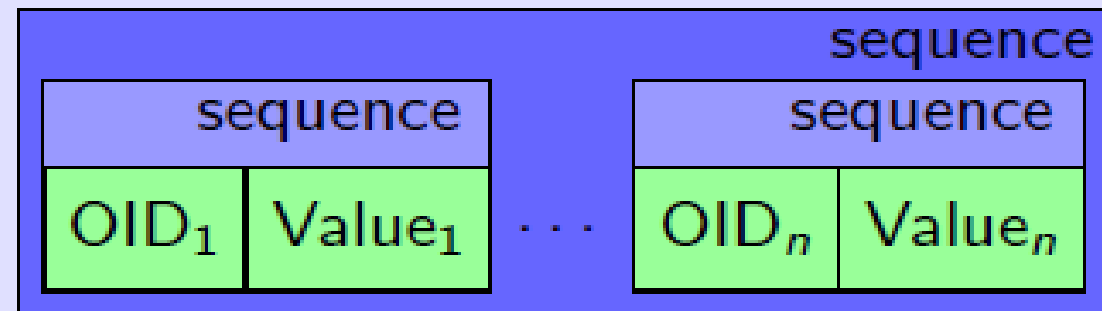 sequence
sequence sequence
OID₁ Value₁ · · · OIDₙ Valueₙ